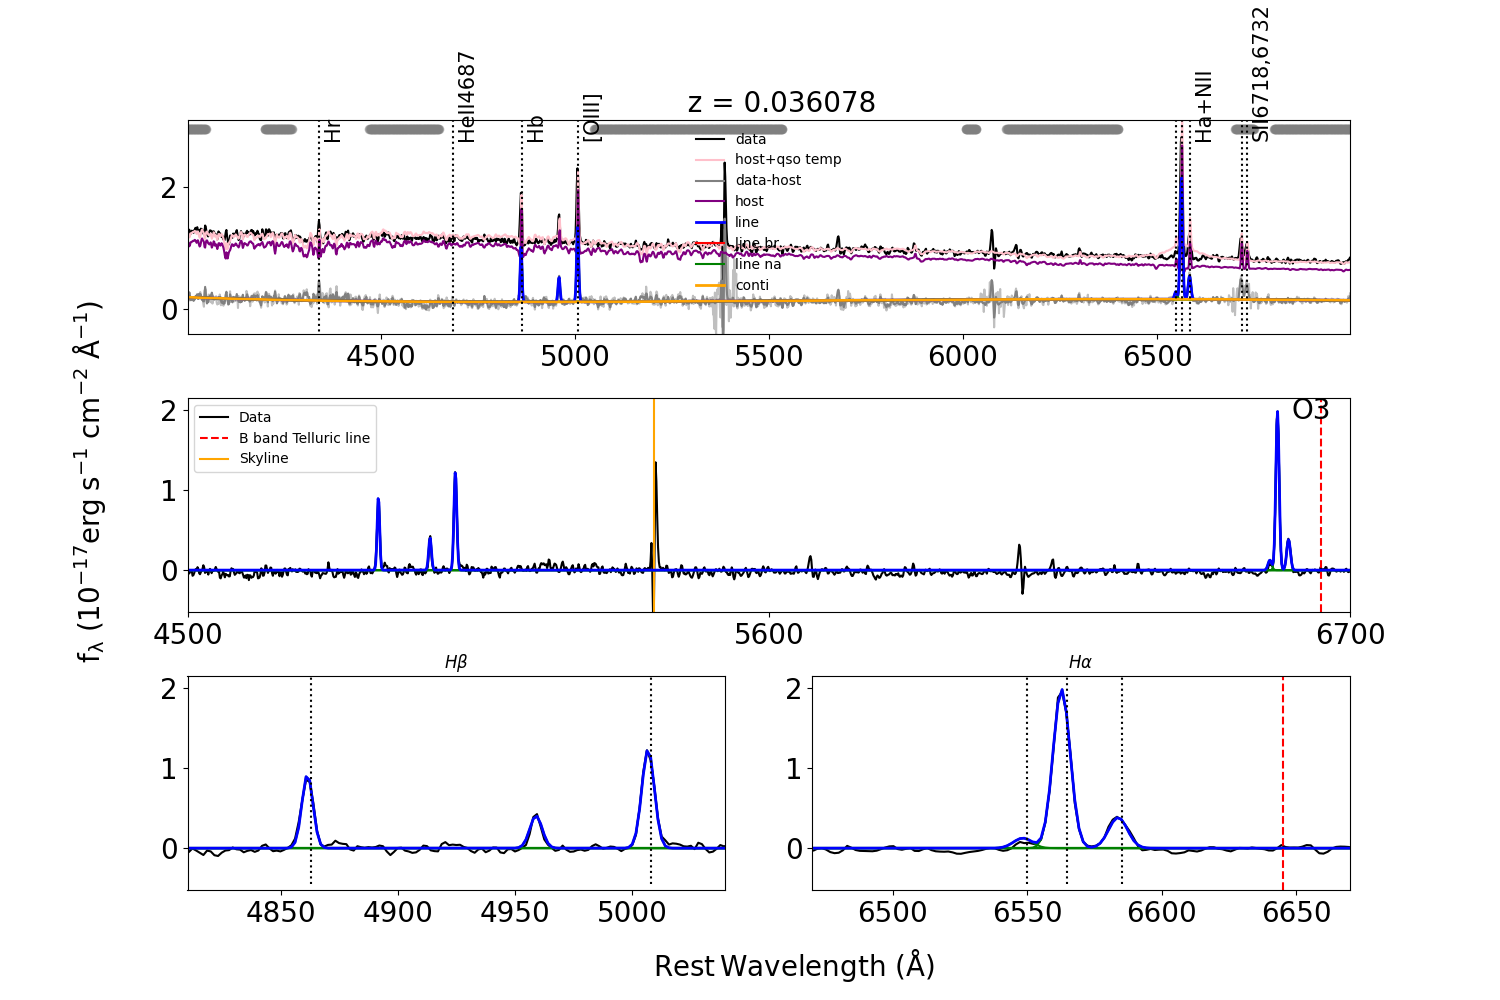 z = 0.036078
Hr
HeII4687
Hb
[OIII]
Ha+NII
SII6718,6732
data
host+qso temp
data-host
host
line
line br
line na
conti
2
0
4500 5000 5500 6000 6500
fλ (10⁻¹⁷erg s⁻¹ cm⁻² Å⁻¹)
Data
B band Telluric line
Skyline
O3
2
1
0
4500 5600 6700
Hβ
2
1
0
4850 4900 4950 5000
Hα
2
1
0
6500 6550 6600 6650
Rest Wavelength (Å)